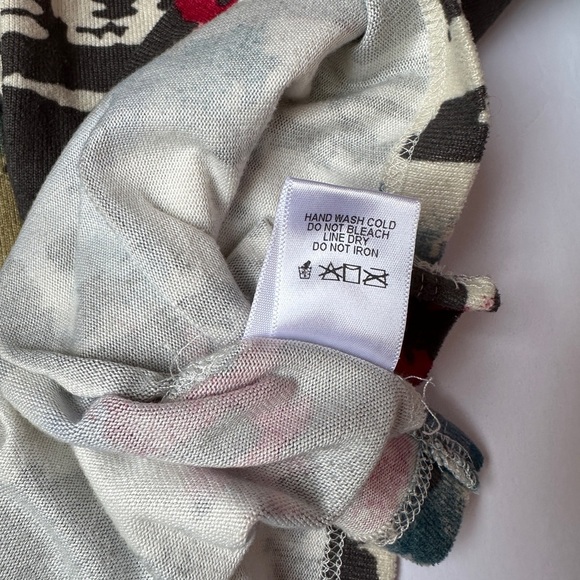 HAND WASH COLD
DO NOT BLEACH
LINE DRY
DO NOT IRON